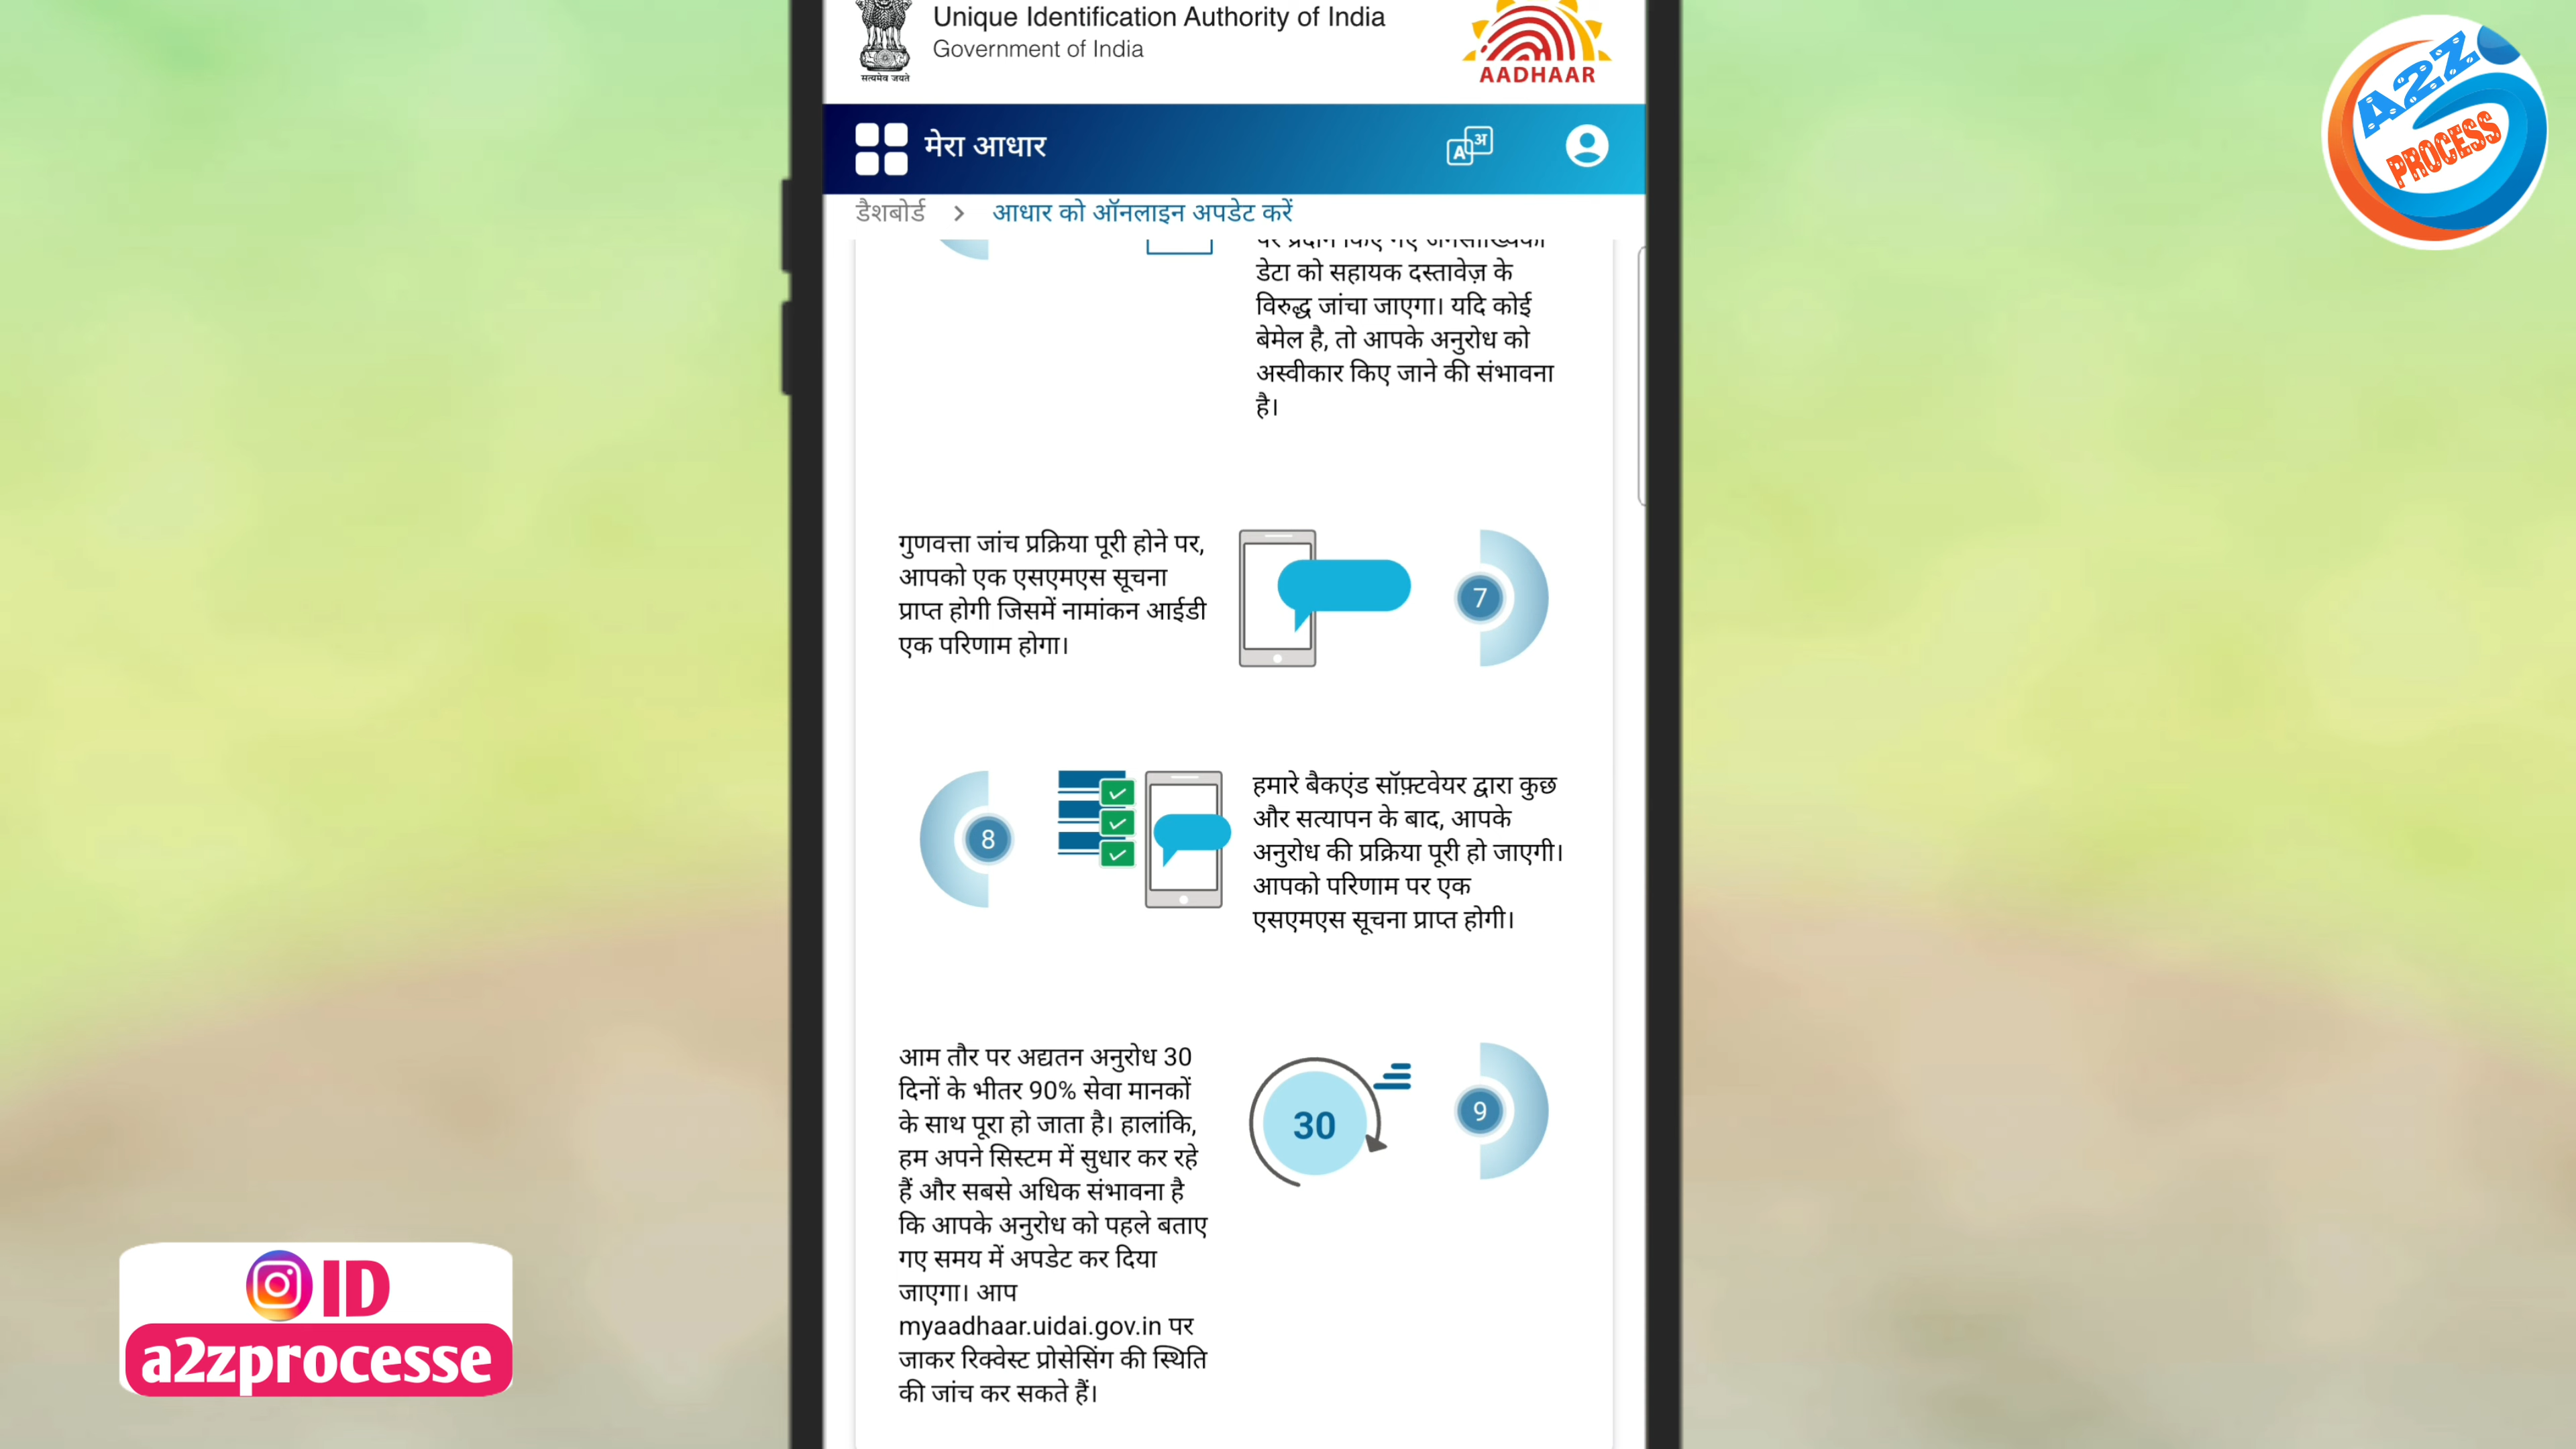 Unique Identification Authority of India
Government of India
सत्यमेव जयते
AADHAAR
A2Z
PROCESS
मेरा आधार
A अ
डैशबोर्ड > आधार को ऑनलाइन अपडेट करें
डेटा को सहायक दस्तावेज़ के
विरुद्ध जांचा जाएगा। यदि कोई
बेमेल है, तो आपके अनुरोध को
अस्वीकार किए जाने की संभावना
है।
गुणवत्ता जांच प्रक्रिया पूरी होने पर,
आपको एक एसएमएस सूचना
प्राप्त होगी जिसमें नामांकन आईडी
एक परिणाम होगा।
7
8
हमारे बैकएंड सॉफ़्टवेयर द्वारा कुछ
और सत्यापन के बाद, आपके
अनुरोध की प्रक्रिया पूरी हो जाएगी।
आपको परिणाम पर एक
एसएमएस सूचना प्राप्त होगी।
आम तौर पर अद्यतन अनुरोध 30
दिनों के भीतर 90% सेवा मानकों
के साथ पूरा हो जाता है। हालांकि,
हम अपने सिस्टम में सुधार कर रहे
हैं और सबसे अधिक संभावना है
कि आपके अनुरोध को पहले बताए
गए समय में अपडेट कर दिया
जाएगा। आप
myaadhaar.uidai.gov.in पर
जाकर रिक्वेस्ट प्रोसेसिंग की स्थिति
की जांच कर सकते हैं।
30
9
ID
a2zprocesse